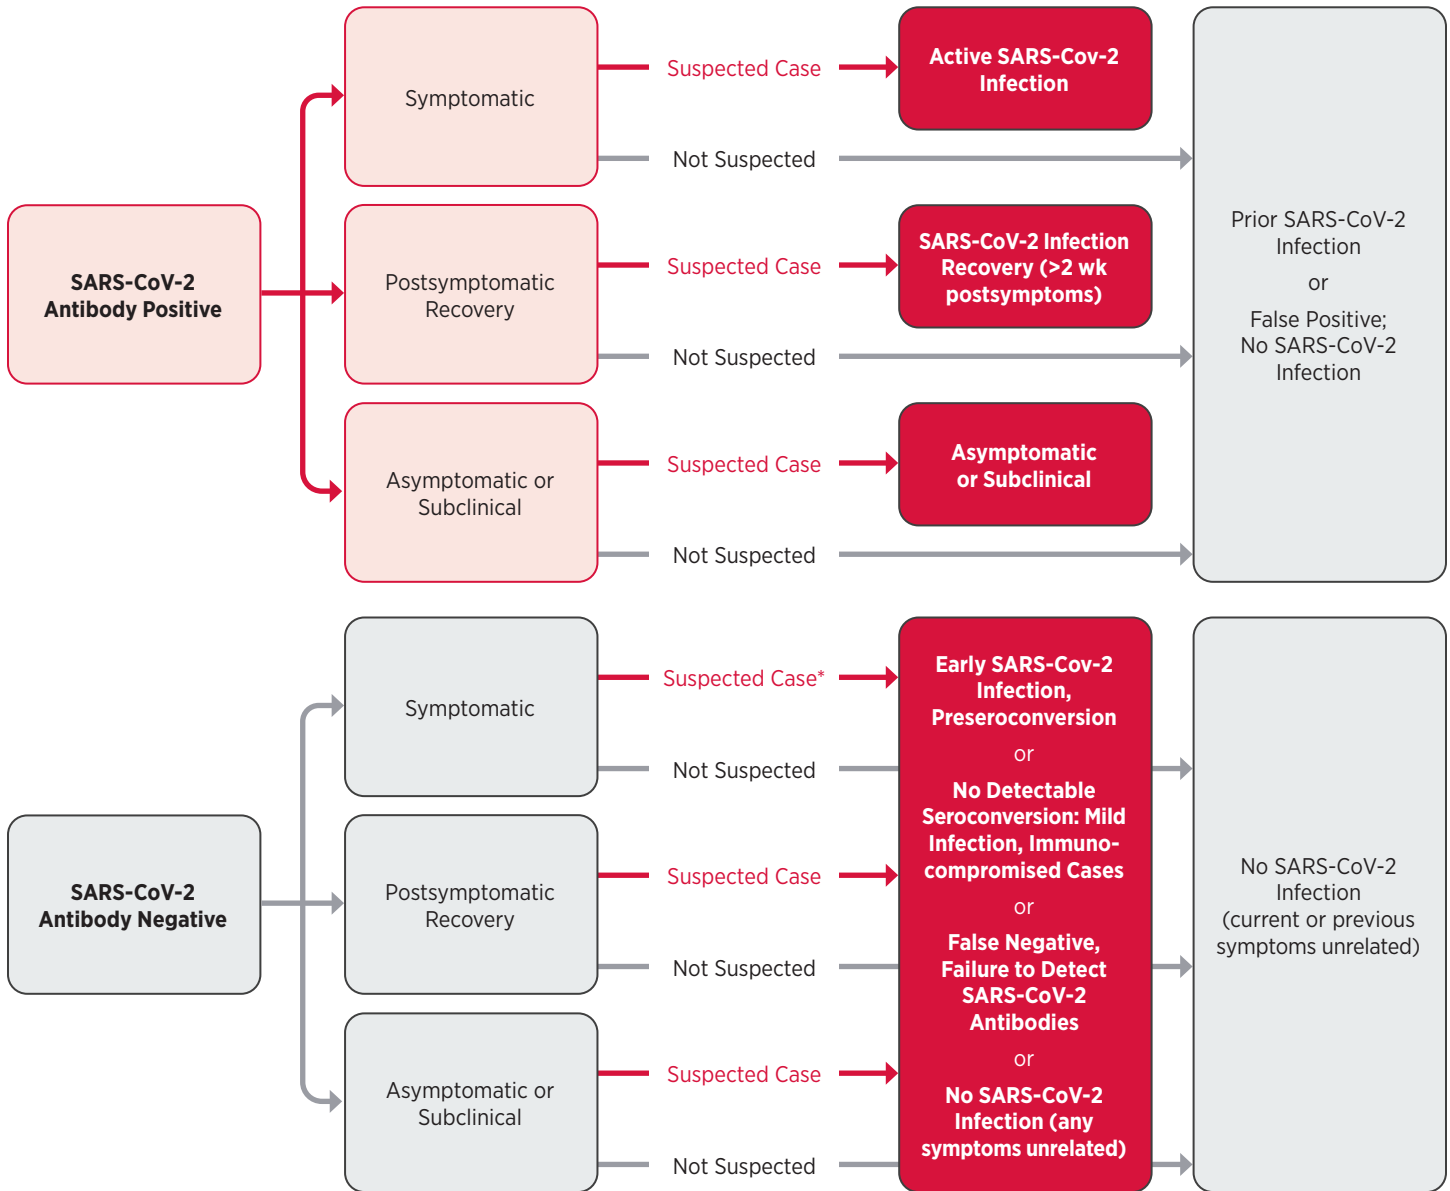 SARS-CoV-2
Antibody Positive
Symptomatic
Suspected Case
Active SARS-Cov-2
Infection
Not Suspected
Postsymptomatic
Recovery
Suspected Case
SARS-CoV-2 Infection
Recovery (>2 wk
postsymptoms)
Not Suspected
Asymptomatic or
Subclinical
Suspected Case
Asymptomatic
or Subclinical
Not Suspected
Prior SARS-CoV-2
Infection
or
False Positive;
No SARS-CoV-2
Infection
SARS-CoV-2
Antibody Negative
Symptomatic
Suspected Case*
Not Suspected
Postsymptomatic
Recovery
Suspected Case
Not Suspected
Asymptomatic or
Subclinical
Suspected Case
Not Suspected
Early SARS-Cov-2
Infection,
Preseroconversion
or
No Detectable
Seroconversion: Mild
Infection, Immuno-
compromised Cases
or
False Negative,
Failure to Detect
SARS-CoV-2
Antibodies
or
No SARS-CoV-2
Infection (any
symptoms unrelated)
No SARS-CoV-2
Infection
(current or previous
symptoms unrelated)